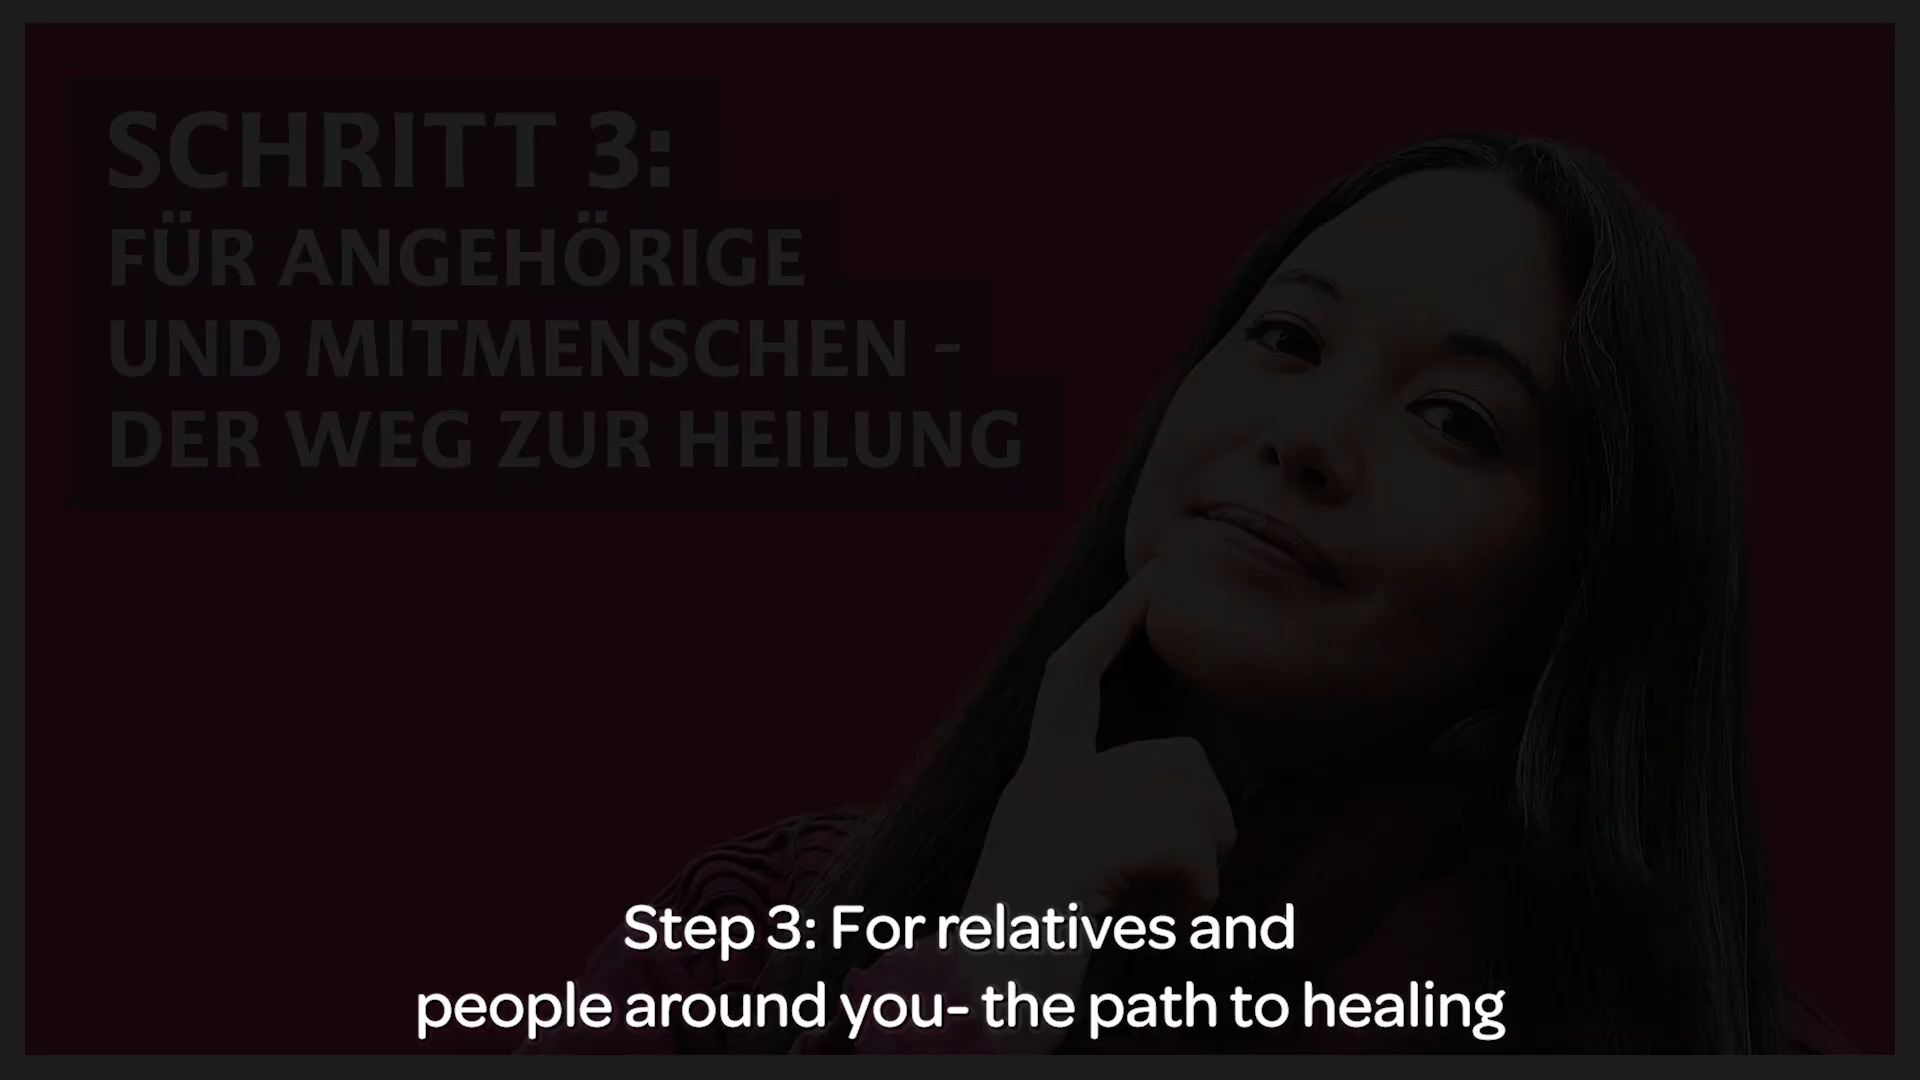 SCHRITT 3:
FÜR ANGEHÖRIGE
UND MITMENSCHEN -
DER WEG ZUR HEILUNG
Step 3: For relatives and
people around you- the path to healing